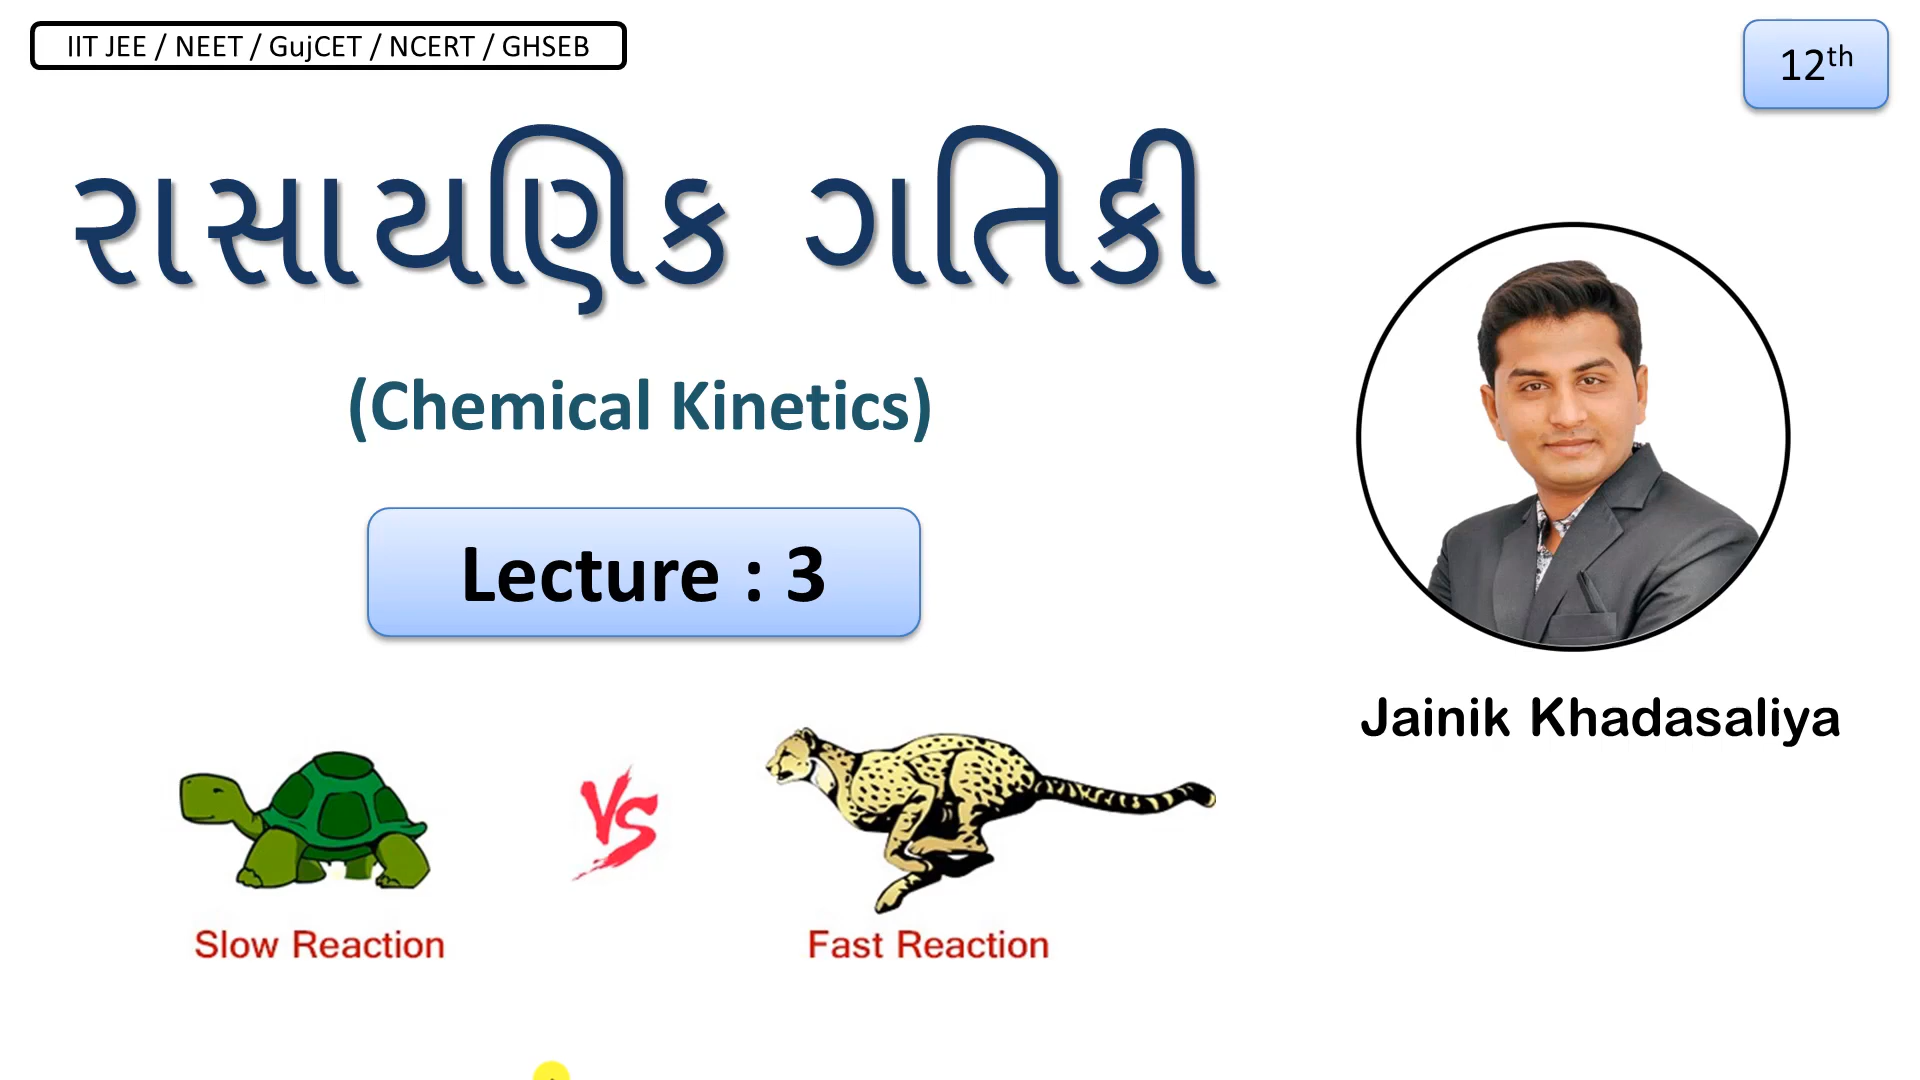 IIT JEE / NEET / GujCET / NCERT / GHSEB
12th
રાસાયણિક ગતિકી
(Chemical Kinetics)
Lecture : 3
Jainik Khadasaliya
VS
Slow Reaction
Fast Reaction